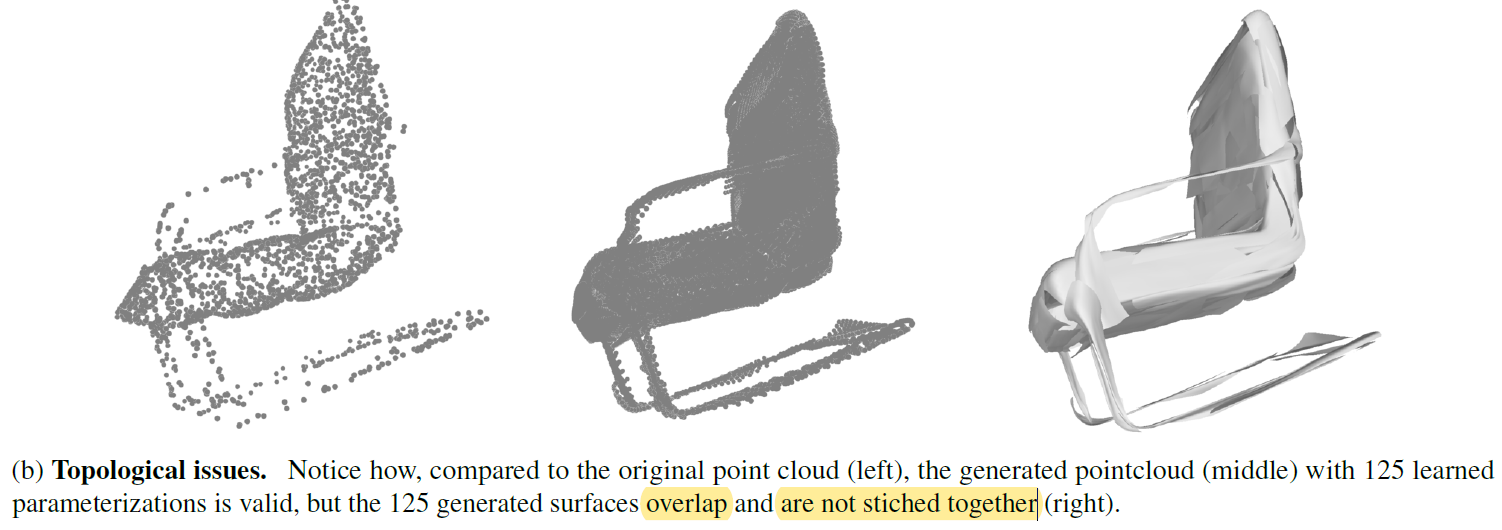 (b) Topological issues. Notice how, compared to the original point cloud (left), the generated pointcloud (middle) with 125 learned
parameterizations is valid, but the 125 generated surfaces overlap and are not stiched together (right).